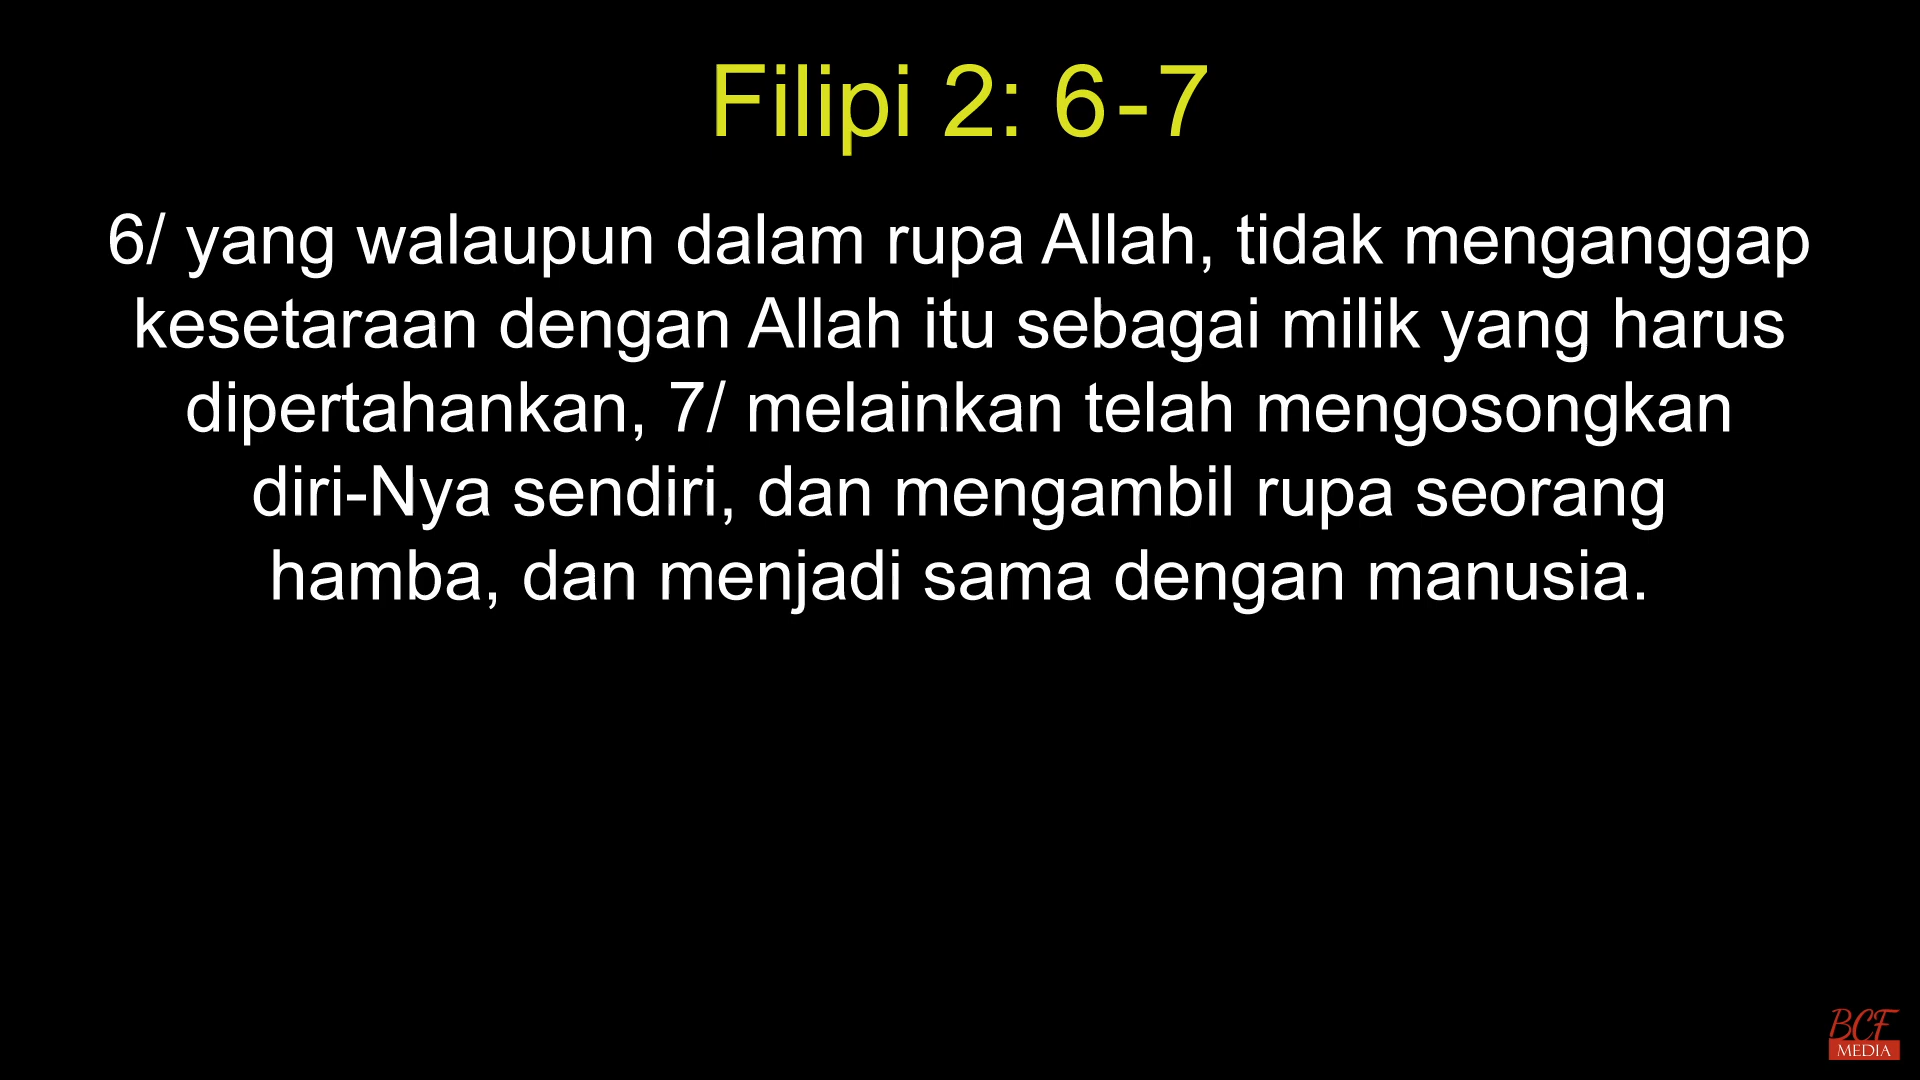 Filipi 2: 6-7
6/ yang walaupun dalam rupa Allah, tidak menganggap
kesetaraan dengan Allah itu sebagai milik yang harus
dipertahankan, 7/ melainkan telah mengosongkan
diri-Nya sendiri, dan mengambil rupa seorang
hamba, dan menjadi sama dengan manusia.
BCF
MEDIA